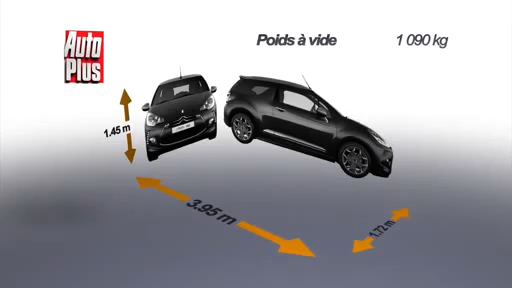 Auto
Plus
Poids à vide 1 090 kg
1.45 m
3.95 m
1.72 m